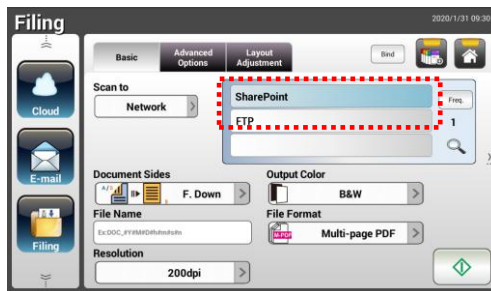 Filing
2020/1/31 09:30
Basic
Advanced Options
Layout Adjustment
Bind
Scan to
Network
SharePoint
FTP
Freq.
1
Cloud
E-mail
Filing
Document Sides
F. Down
Output Color
B&W
File Name
File Format
M-PDF
Multi-page PDF
Resolution
200dpi